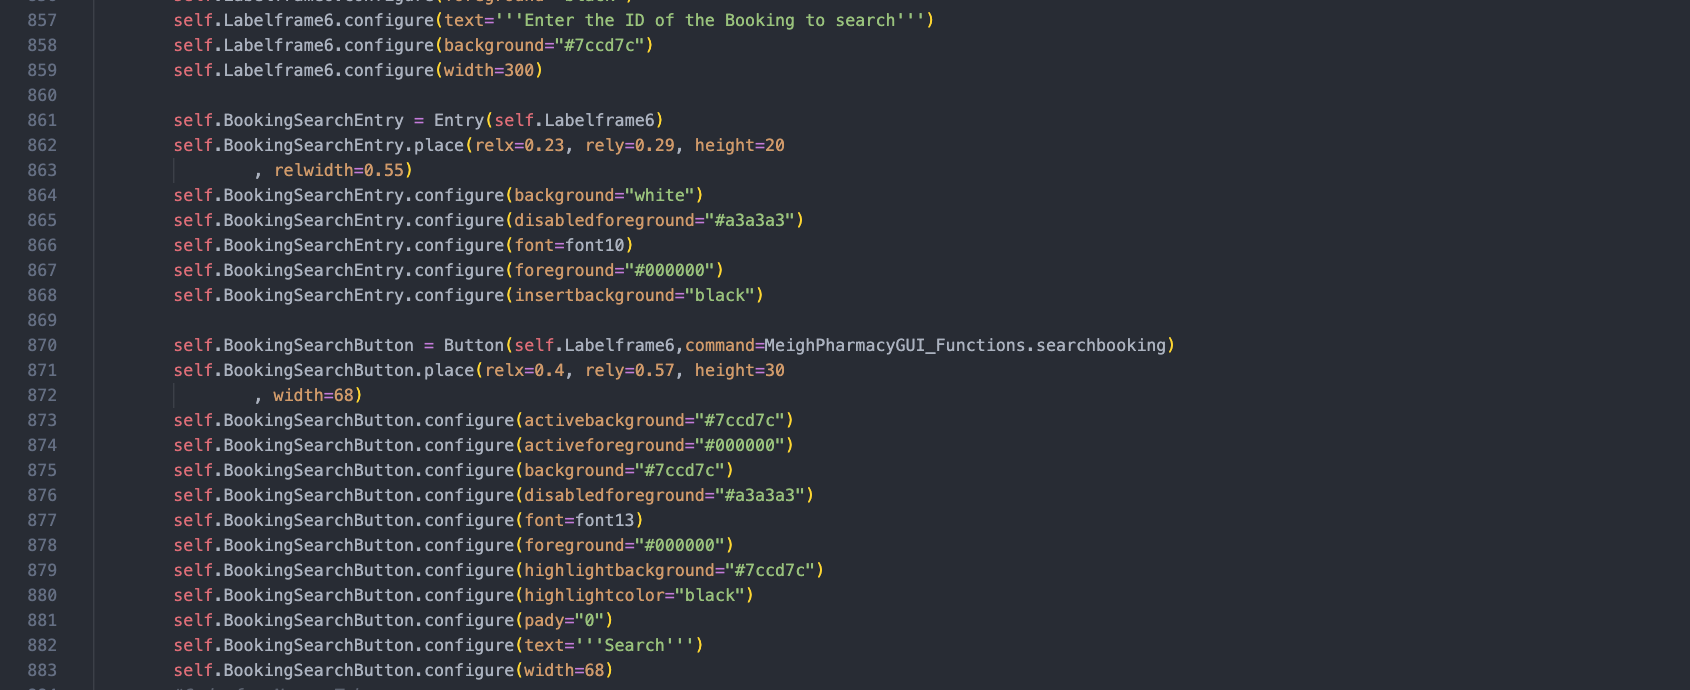 857 self.Labelframe6.configure(text='''Enter the ID of the Booking to search''')
858 self.Labelframe6.configure(background="#7ccd7c")
859 self.Labelframe6.configure(width=300)
860
861 self.BookingSearchEntry = Entry(self.Labelframe6)
862 self.BookingSearchEntry.place(relx=0.23, rely=0.29, height=20
863 , relwidth=0.55)
864 self.BookingSearchEntry.configure(background="white")
865 self.BookingSearchEntry.configure(disabledforeground="#a3a3a3")
866 self.BookingSearchEntry.configure(font=font10)
867 self.BookingSearchEntry.configure(foreground="#000000")
868 self.BookingSearchEntry.configure(insertbackground="black")
869
870 self.BookingSearchButton = Button(self.Labelframe6,command=MeighPharmacyGUI_Functions.searchbooking)
871 self.BookingSearchButton.place(relx=0.4, rely=0.57, height=30
872 , width=68)
873 self.BookingSearchButton.configure(activebackground="#7ccd7c")
874 self.BookingSearchButton.configure(activeforeground="#000000")
875 self.BookingSearchButton.configure(background="#7ccd7c")
876 self.BookingSearchButton.configure(disabledforeground="#a3a3a3")
877 self.BookingSearchButton.configure(font=font13)
878 self.BookingSearchButton.configure(foreground="#000000")
879 self.BookingSearchButton.configure(highlightbackground="#7ccd7c")
880 self.BookingSearchButton.configure(highlightcolor="black")
881 self.BookingSearchButton.configure(pady="0")
882 self.BookingSearchButton.configure(text='''Search''')
883 self.BookingSearchButton.configure(width=68)